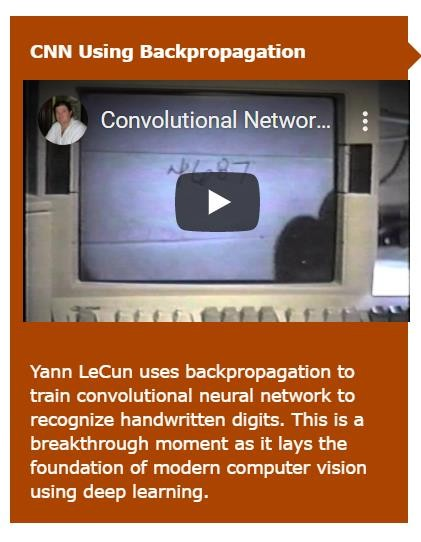 CNN Using Backpropagation
Convolutional Networ...
Yann LeCun uses backpropagation to
train convolutional neural network to
recognize handwritten digits. This is a
breakthrough moment as it lays the
foundation of modern computer vision
using deep learning.